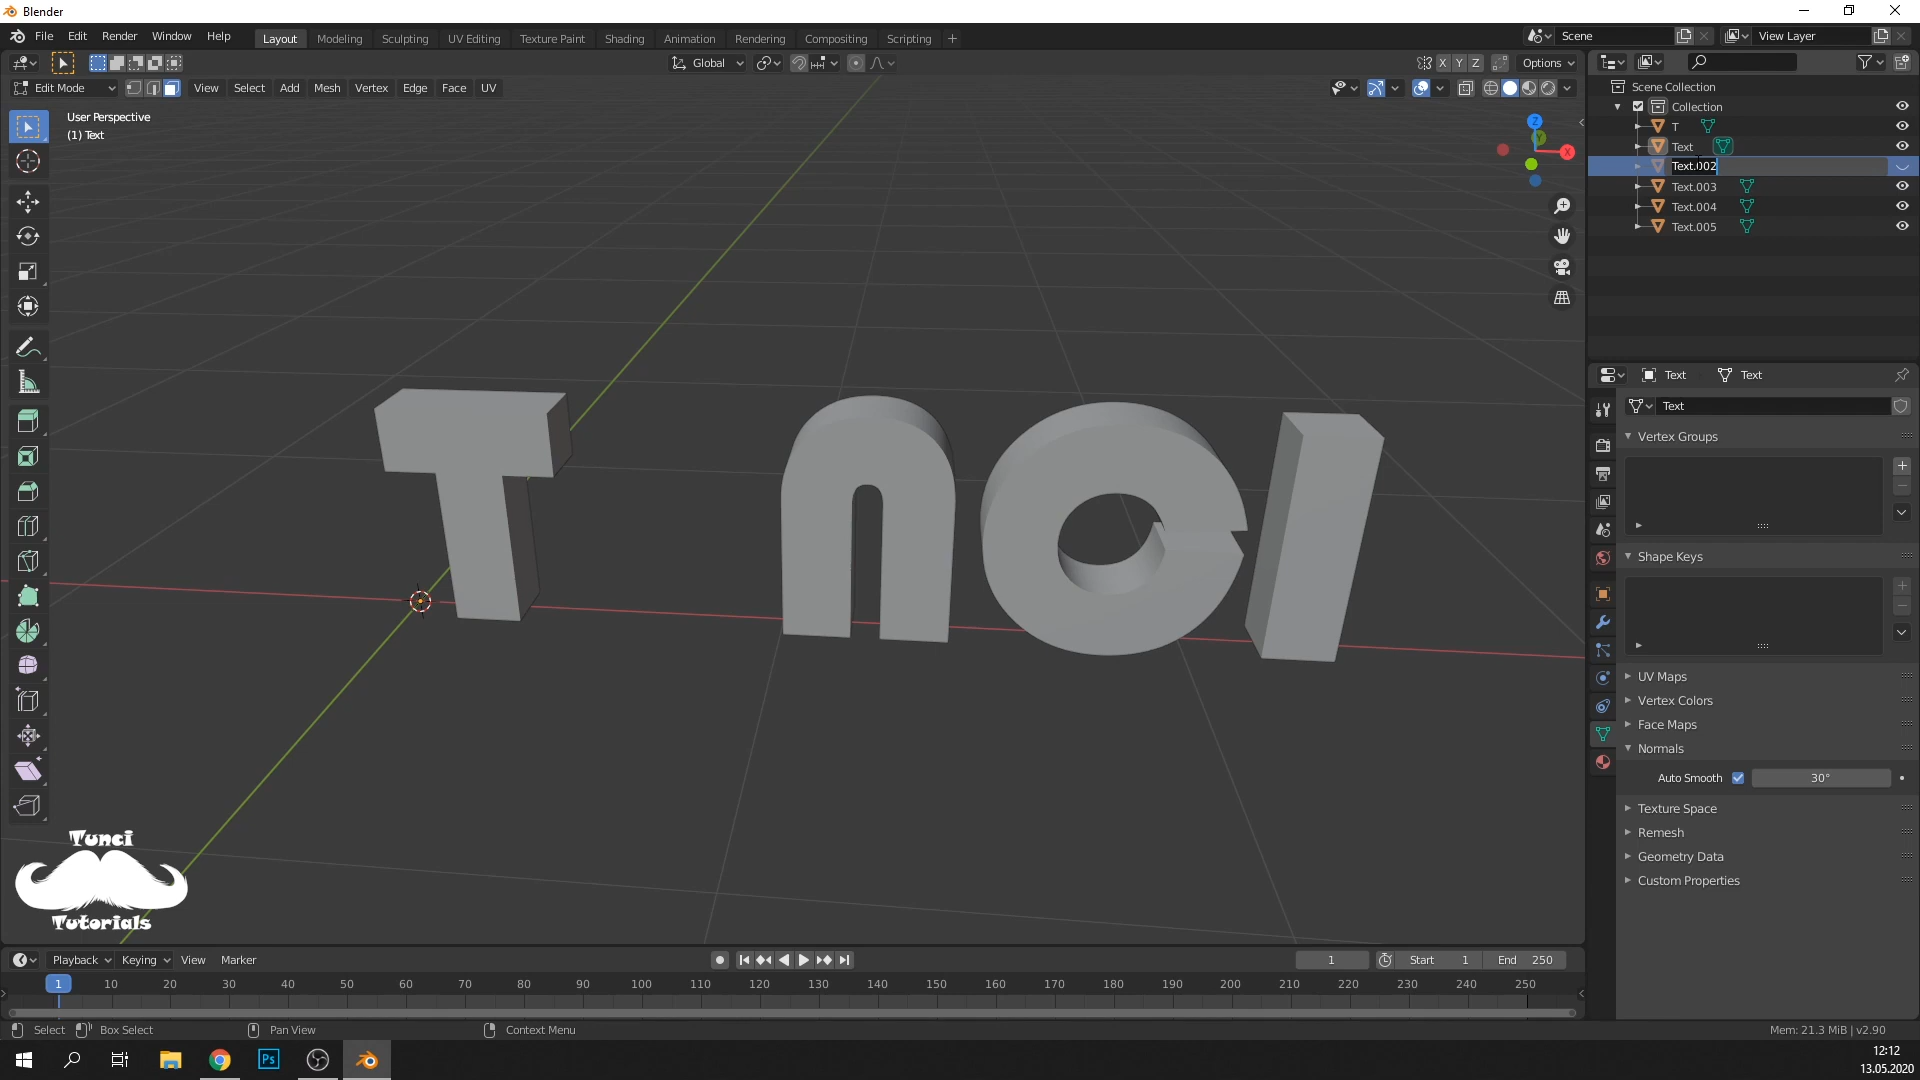 Blender
File Edit Render Window Help
Layout Modeling Sculpting UV Editing Texture Paint Shading Animation Rendering Compositing Scripting +
Scene
View Layer
Global
X Y Z
Options
Edit Mode
View Select Add Mesh Vertex Edge Face UV
User Perspective
(1) Text
Z
Y
X
Scene Collection
Collection
T
Text
Text.002
Text.003
Text.004
Text.005
T nCI
Text
Text
Text
Vertex Groups
Shape Keys
UV Maps
Vertex Colors
Face Maps
Normals
Auto Smooth 30°
Texture Space
Remesh
Geometry Data
Custom Properties
Tunci
Tutorials
Playback Keying View Marker
1
Start 1
End 250
1 10 20 30 40 50 60 70 80 90 100 110 120 130 140 150 160 170 180 190 200 210 220 230 240 250
Select Box Select Pan View Context Menu
Mem: 21.3 MiB | v2.90
Ps
12:12
13.05.2020